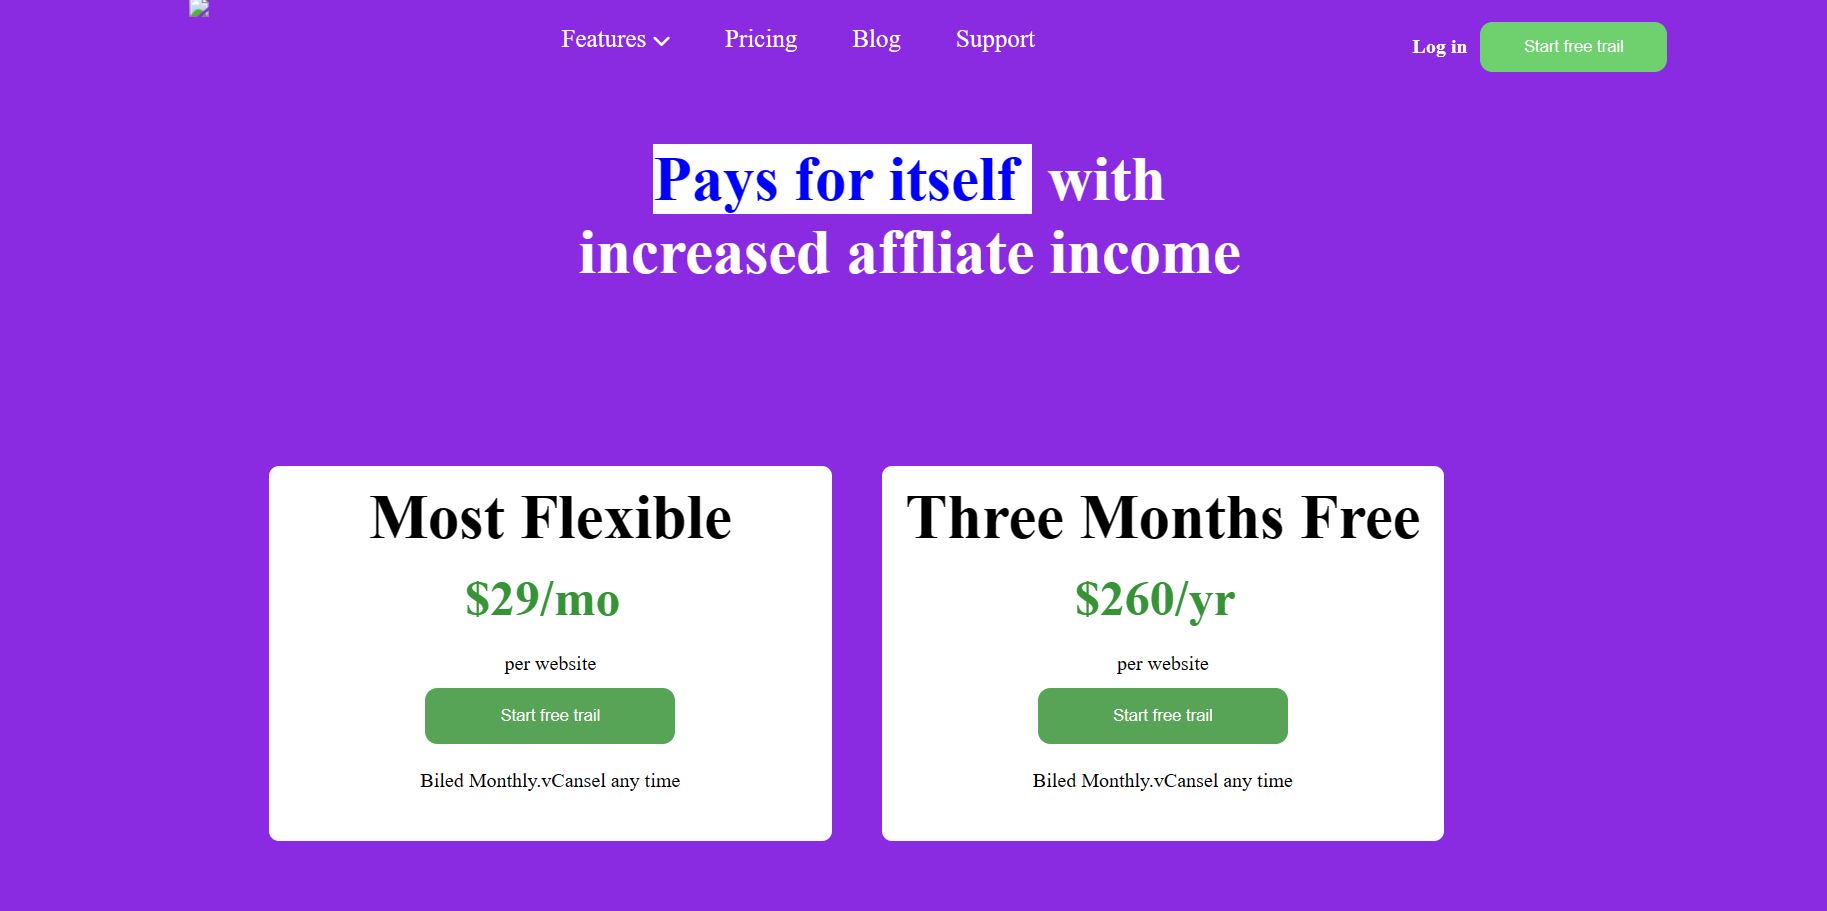 Features
Pricing
Blog
Support
Log in
Start free trail
Pays for itself with
increased affliate income
Most Flexible
$29/mo
per website
Start free trail
Biled Monthly.vCansel any time
Three Months Free
$260/yr
per website
Start free trail
Biled Monthly.vCansel any time